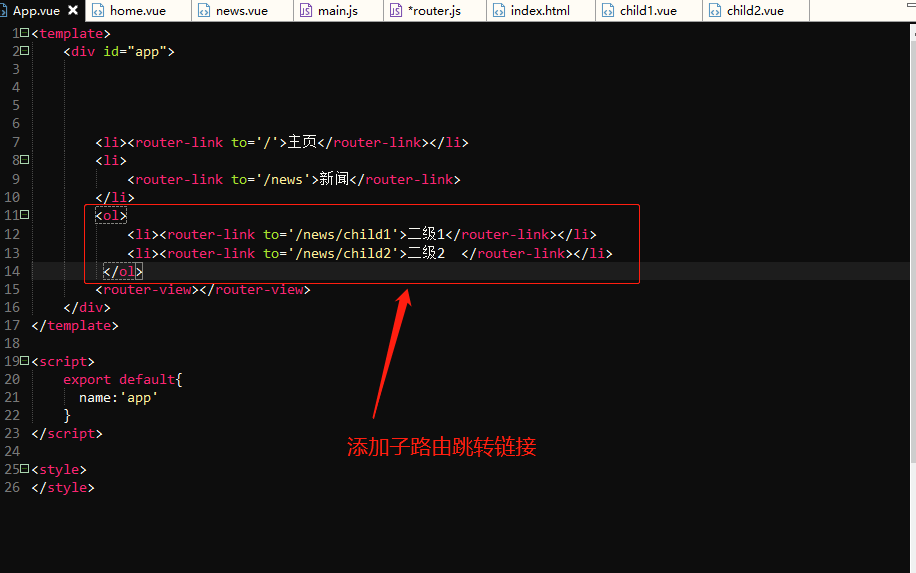 App.vue home.vue news.vue main.js *router.js index.html child1.vue child2.vue
1 <template>
2 <div id="app">
3
4
5
6
7 <li><router-link to='/'>主页</router-link></li>
8 <li>
9 <router-link to='/news'>新闻</router-link>
10 </li>
11 <ol>
12 <li><router-link to='/news/child1'>二级1</router-link></li>
13 <li><router-link to='/news/child2'>二级2 </router-link></li>
14 </ol>
15 <router-view></router-view>
16 </div>
17 </template>
18
19 <script>
20 export default{
21 name:'app'
22 }
23 </script>
24
25 <style>
26 </style>
添加子路由跳转链接